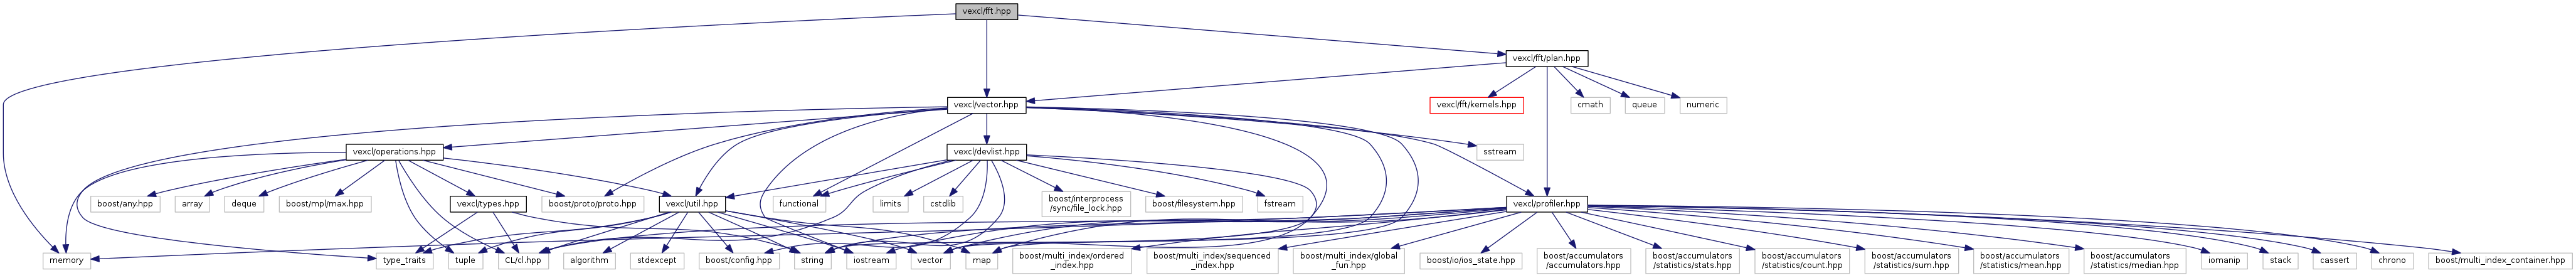 vexcl/fft.hpp
vexcl/fft/plan.hpp
vexcl/vector.hpp
vexcl/fft/kernels.hpp
cmath
queue
numeric
vexcl/operations.hpp
vexcl/devlist.hpp
sstream
boost/any.hpp
array
deque
boost/mpl/max.hpp
vexcl/types.hpp
boost/proto/proto.hpp
vexcl/util.hpp
functional
limits
cstdlib
boost/interprocess
/sync/file_lock.hpp
boost/filesystem.hpp
fstream
vexcl/profiler.hpp
memory
type_traits
tuple
CL/cl.hpp
algorithm
stdexcept
boost/config.hpp
string
iostream
vector
map
boost/multi_index/ordered
_index.hpp
boost/multi_index/sequenced
_index.hpp
boost/multi_index/global
_fun.hpp
boost/io/ios_state.hpp
boost/accumulators
/accumulators.hpp
boost/accumulators
/statistics/stats.hpp
boost/accumulators
/statistics/count.hpp
boost/accumulators
/statistics/sum.hpp
boost/accumulators
/statistics/mean.hpp
boost/accumulators
/statistics/median.hpp
iomanip
stack
cassert
chrono
boost/multi_index_container.hpp